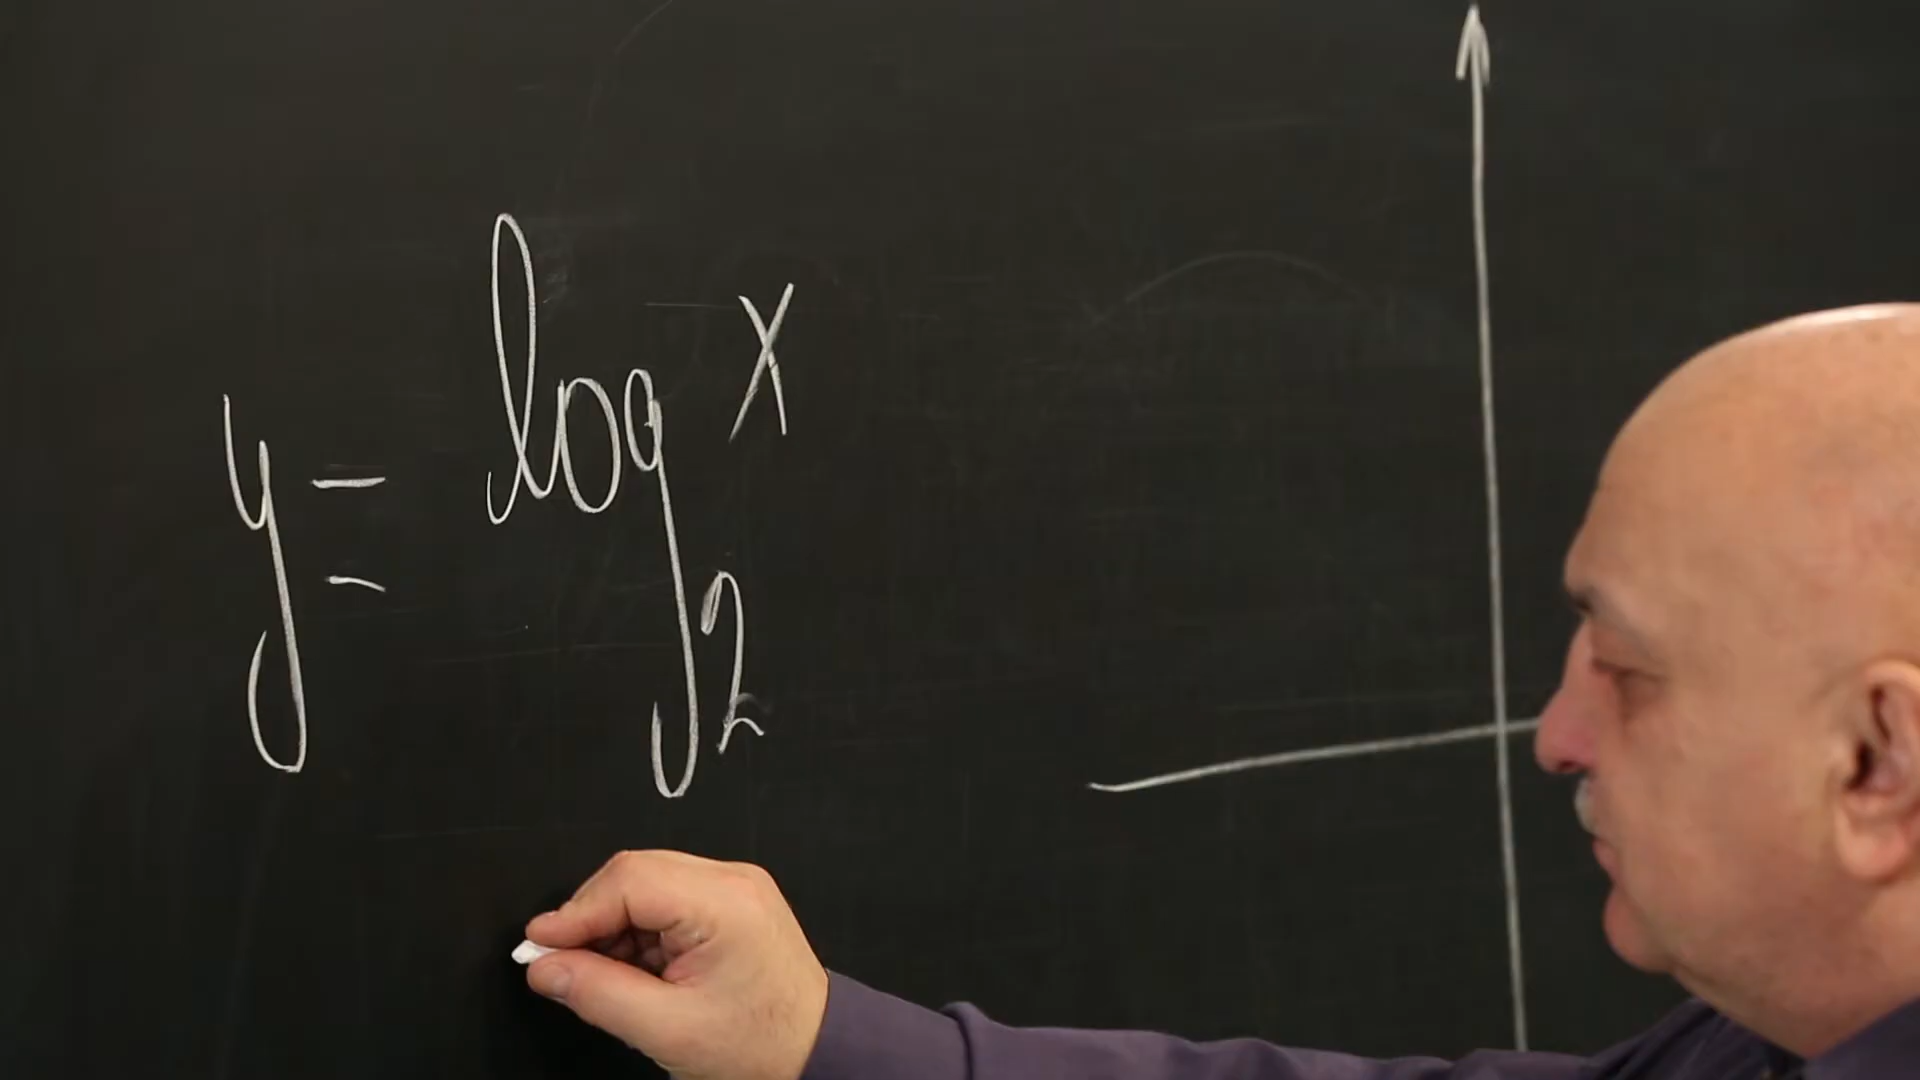 y = log₂ x